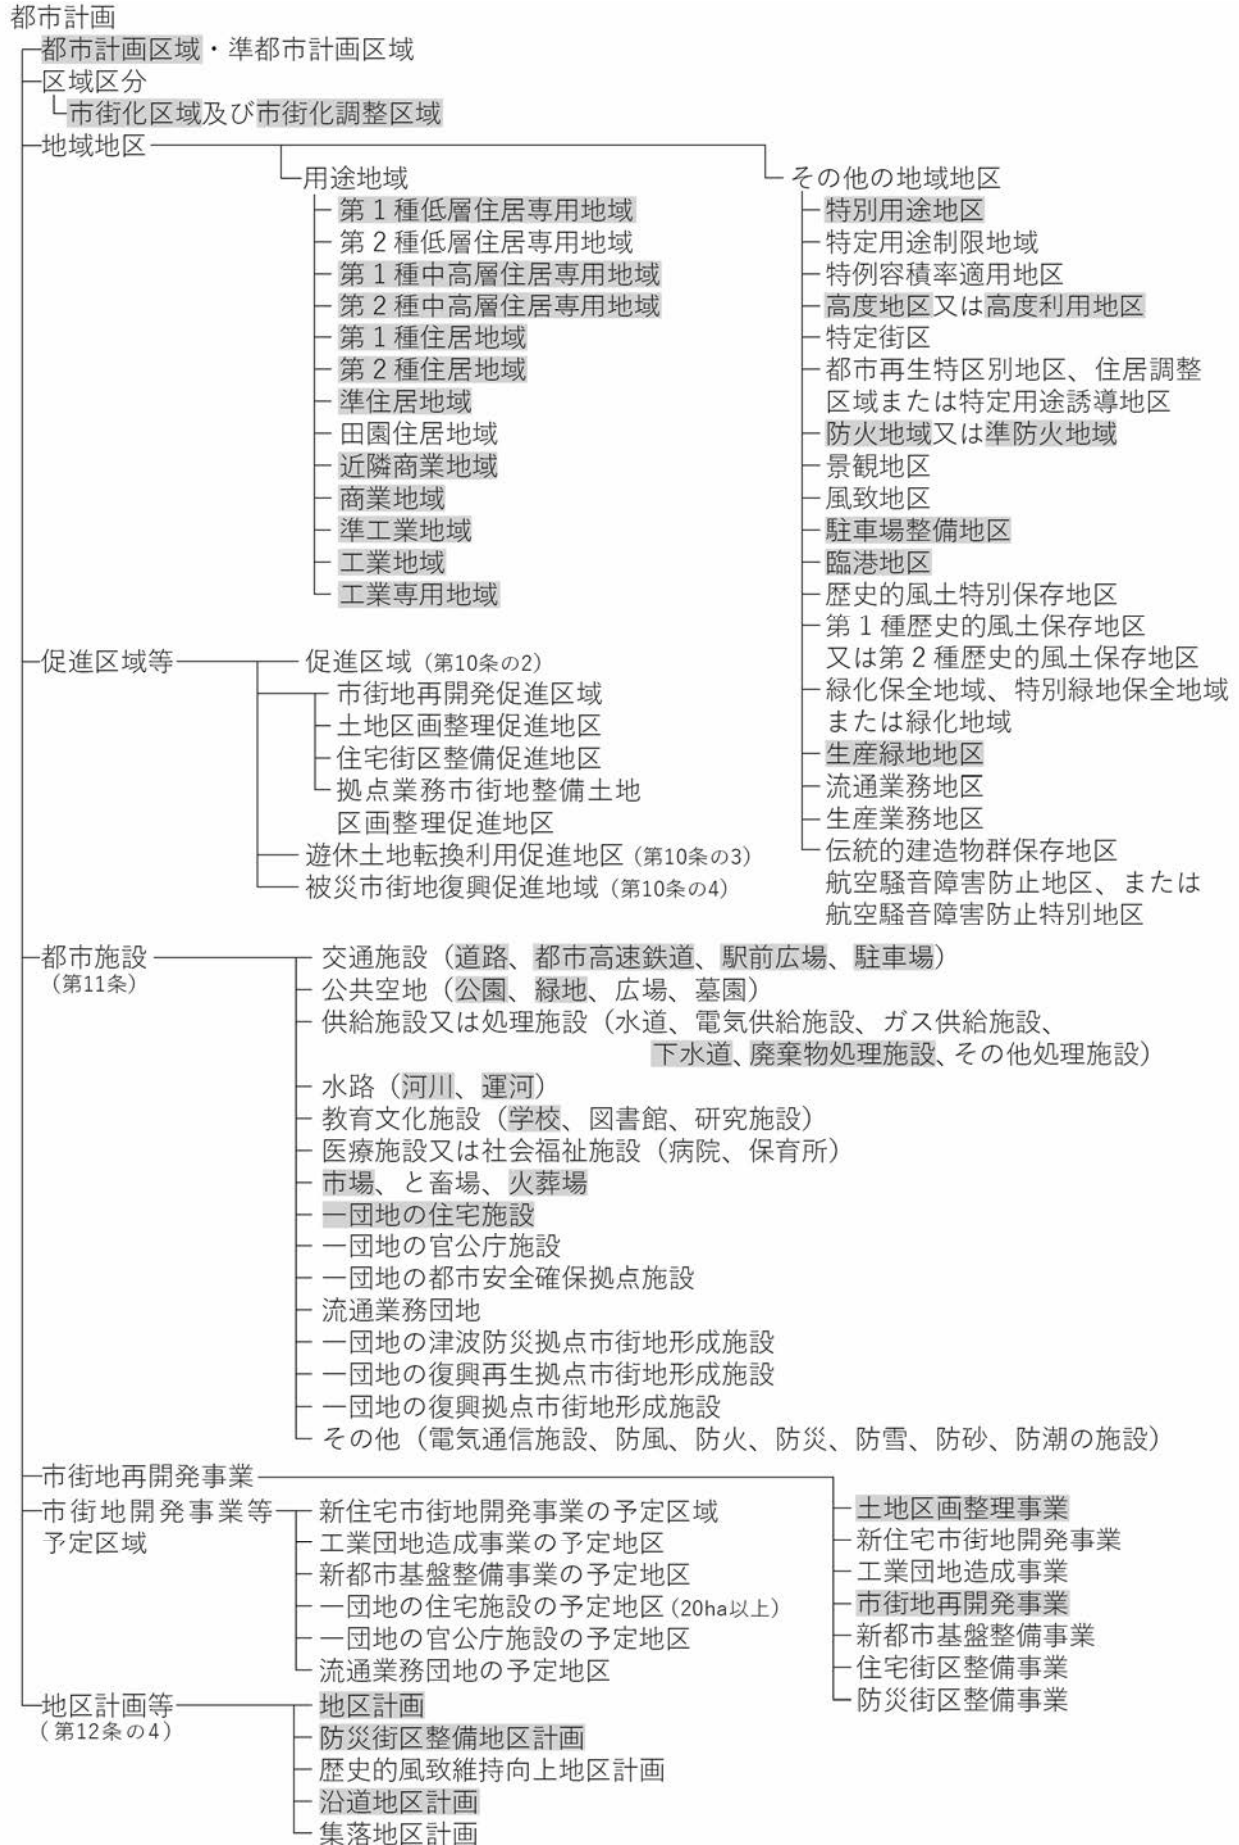 都市計画
都市計画区域・準都市計画区域
区域区分
市街化区域及び市街化調整区域
地域地区
用途地域
第1種低層住居専用地域
第2種低層住居専用地域
第1種中高層住居専用地域
第2種中高層住居専用地域
第1種住居地域
第2種住居地域
準住居地域
田園住居地域
近隣商業地域
商業地域
準工業地域
工業地域
工業専用地域
その他の地域地区
特別用途地区
特定用途制限地域
特例容積率適用地区
高度地区又は高度利用地区
特定街区
都市再生特区別地区、住居調整
区域または特定用途誘導地区
防火地域又は準防火地域
景観地区
風致地区
駐車場整備地区
臨港地区
歴史的風土特別保存地区
第1種歴史的風土保存地区
又は第2種歴史的風土保存地区
緑化保全地域、特別緑地保全地域
または緑化地域
生産緑地地区
流通業務地区
生産業務地区
伝統的建造物群保存地区
航空騒音障害防止地区、または
航空騒音障害防止特別地区
促進区域等
促進区域(第10条の2)
市街地再開発促進区域
土地区画整理促進地区
住宅街区整備促進地区
拠点業務市街地整備土地
区画整理促進地区
遊休土地転換利用促進地区(第10条の3)
被災市街地復興促進地域(第10条の4)
都市施設
(第11条)
交通施設(道路、都市高速鉄道、駅前広場、駐車場)
公共空地(公園、緑地、広場、墓園)
供給施設又は処理施設(水道、電気供給施設、ガス供給施設、
下水道、廃棄物処理施設、その他処理施設)
水路(河川、運河)
教育文化施設(学校、図書館、研究施設)
医療施設又は社会福祉施設(病院、保育所)
市場、と畜場、火葬場
一団地の住宅施設
一団地の官公庁施設
一団地の都市安全確保拠点施設
流通業務団地
一団地の津波防災拠点市街地形成施設
一団地の復興再生拠点市街地形成施設
一団地の復興拠点市街地形成施設
その他(電気通信施設、防風、防火、防災、防雪、防砂、防潮の施設)
市街地再開発事業
土地区画整理事業
新住宅市街地開発事業
工業団地造成事業
市街地再開発事業
新都市基盤整備事業
住宅街区整備事業
防災街区整備事業
市街地開発事業等
予定区域
新住宅市街地開発事業の予定区域
工業団地造成事業の予定地区
新都市基盤整備事業の予定地区
一団地の住宅施設の予定地区(20ha以上)
一団地の官公庁施設の予定地区
流通業務団地の予定地区
地区計画等
(第12条の4)
地区計画
防災街区整備地区計画
歴史的風致維持向上地区計画
沿道地区計画
集落地区計画